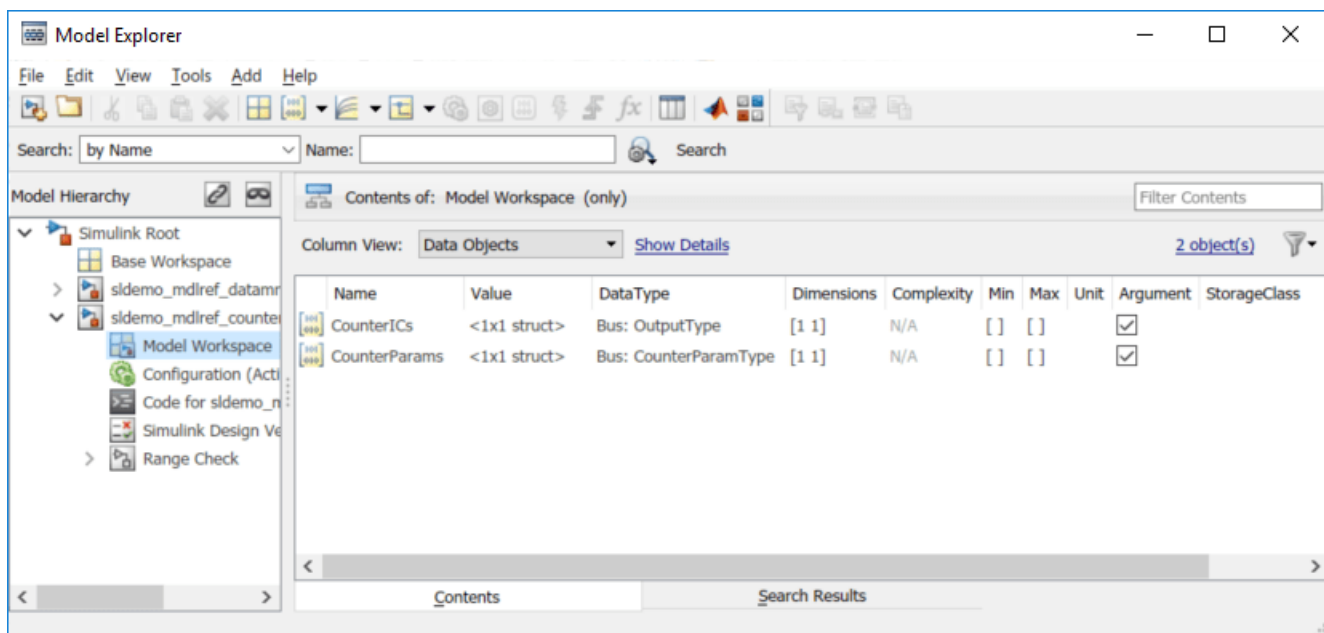 Model Explorer
File Edit View Tools Add Help
fx
Search: by Name Name: Search
Model Hierarchy
Contents of: Model Workspace (only)
Filter Contents
Simulink Root
Base Workspace
sldemo_mdlref_datamr
sldemo_mdlref_counter
Model Workspace
Configuration (Acti
Code for sldemo_m
Simulink Design Ve
Range Check
Column View: Data Objects Show Details 2 object(s)
Name Value DataType Dimensions Complexity Min Max Unit Argument StorageClass
CounterICs <1x1 struct> Bus: OutputType [1 1] N/A [ ] [ ]
CounterParams <1x1 struct> Bus: CounterParamType [1 1] N/A [ ] [ ]
Contents Search Results